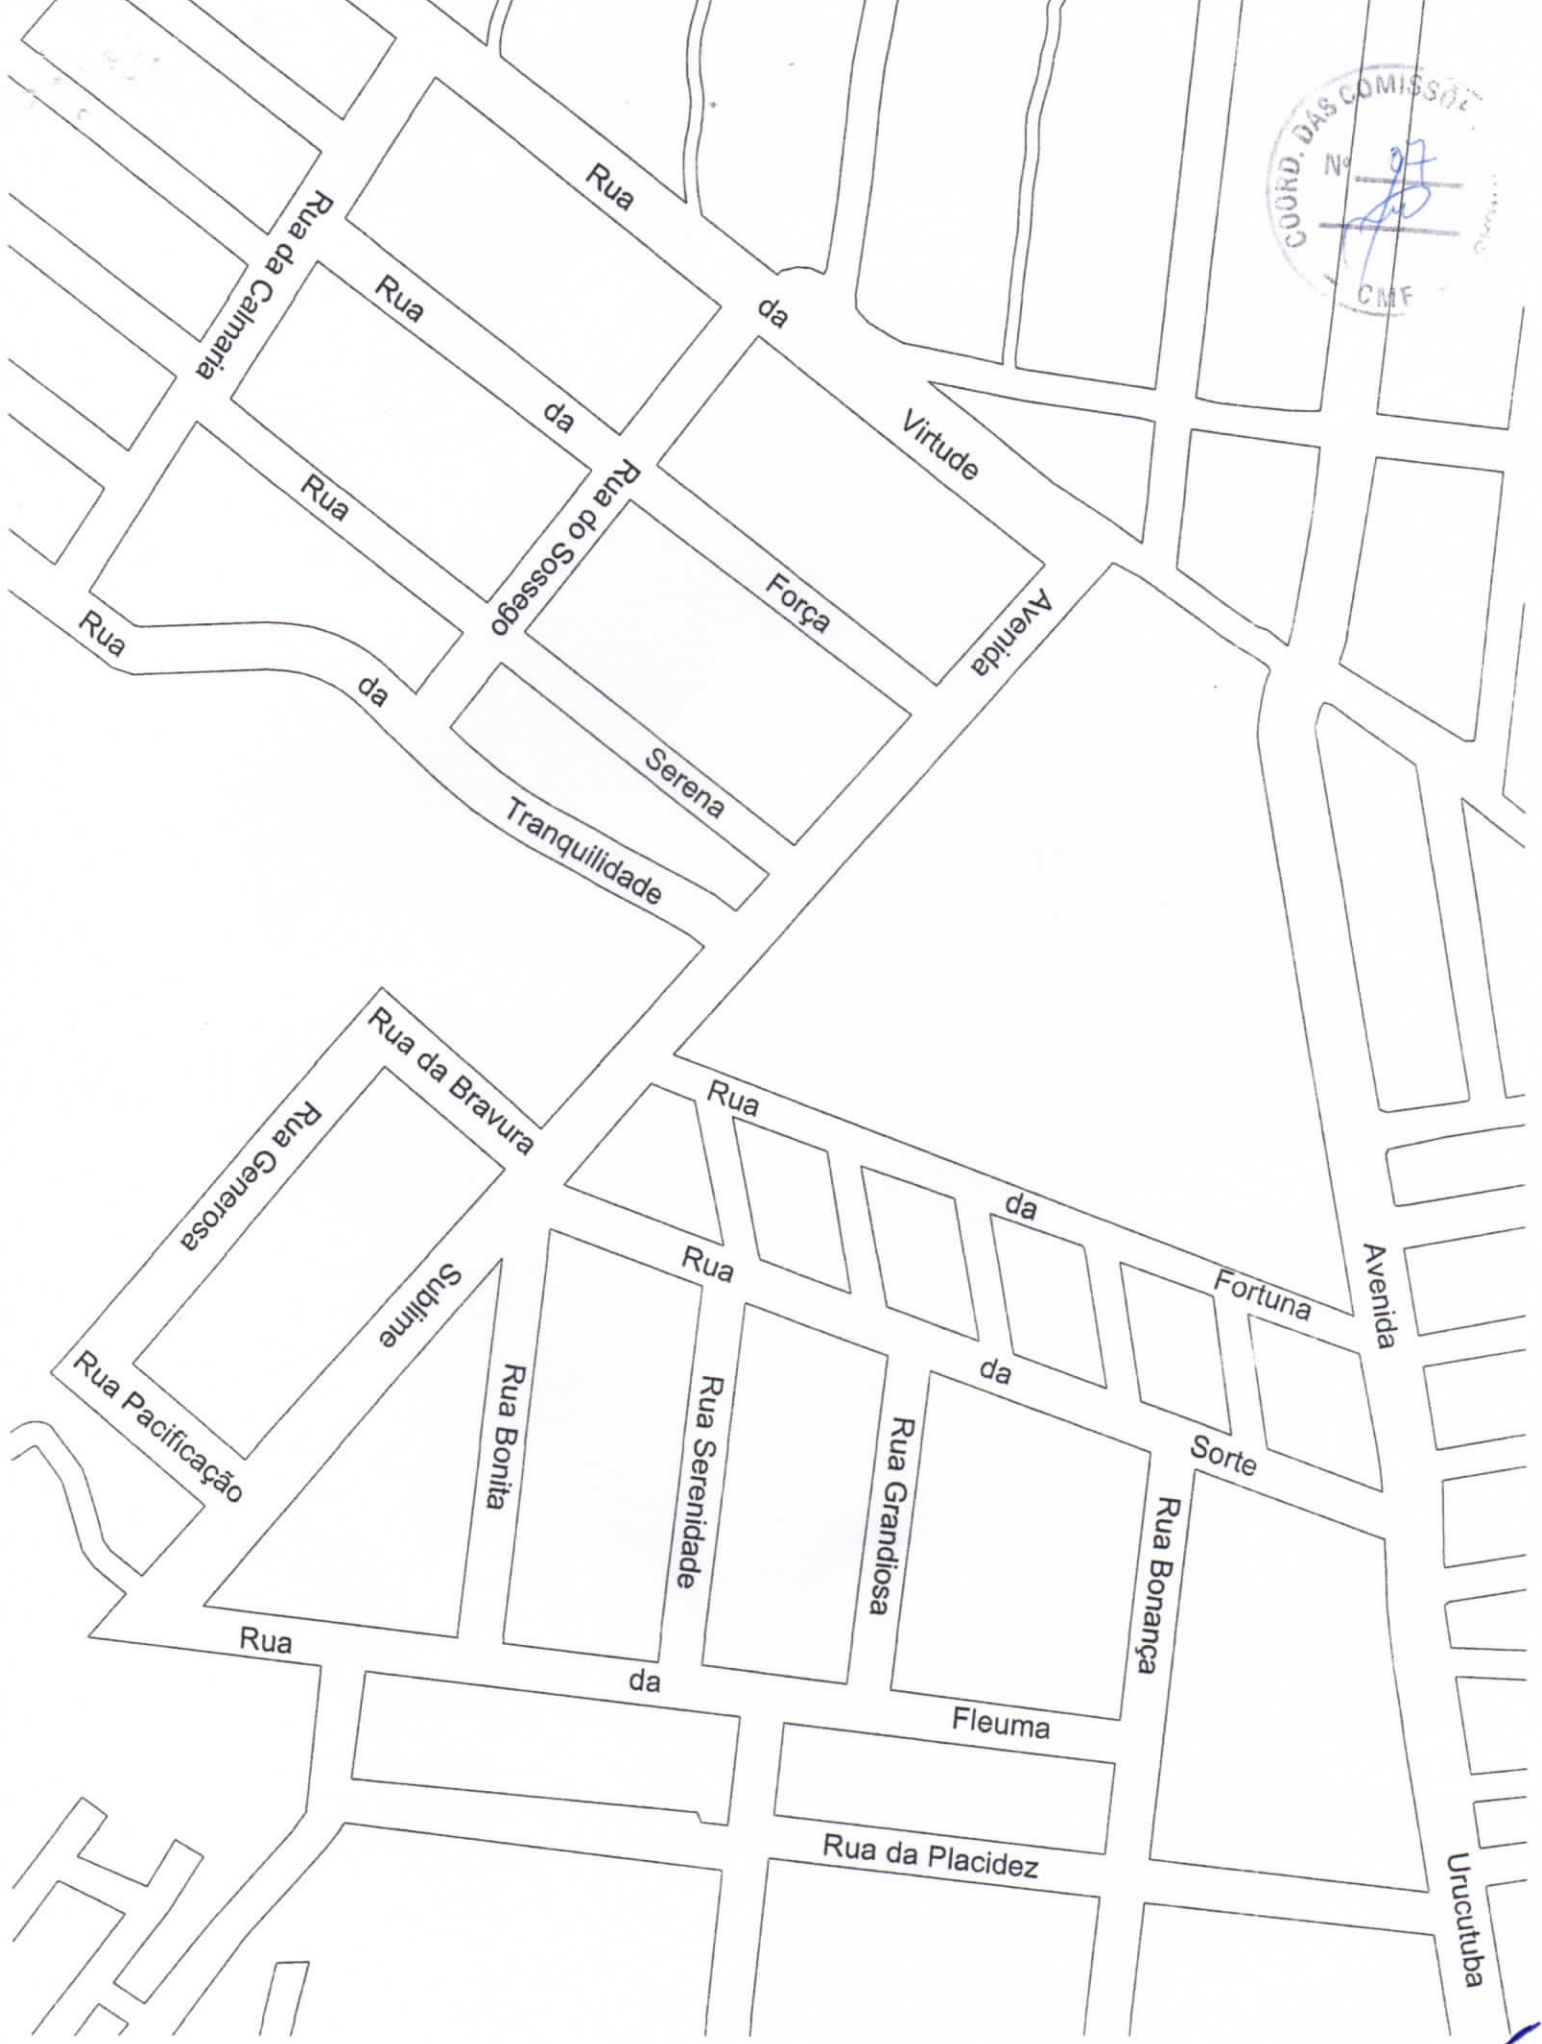 COORD. DAS COMISSÕE
Nº 07
CMF
Rua
da
Virtude
Rua da Calmaria
Rua
da
Força
Rua do Sossego
Rua
Serena
Avenida
Sublime
Rua
da
Tranquilidade
Rua da Bravura
Rua Generosa
Rua Pacificação
Rua
da
Fortuna
Rua
da
Sorte
Avenida
Urucutuba
Rua Bonita
Rua Serenidade
Rua Grandiosa
Rua Bonança
Rua
da
Fleuma
Rua da Placidez